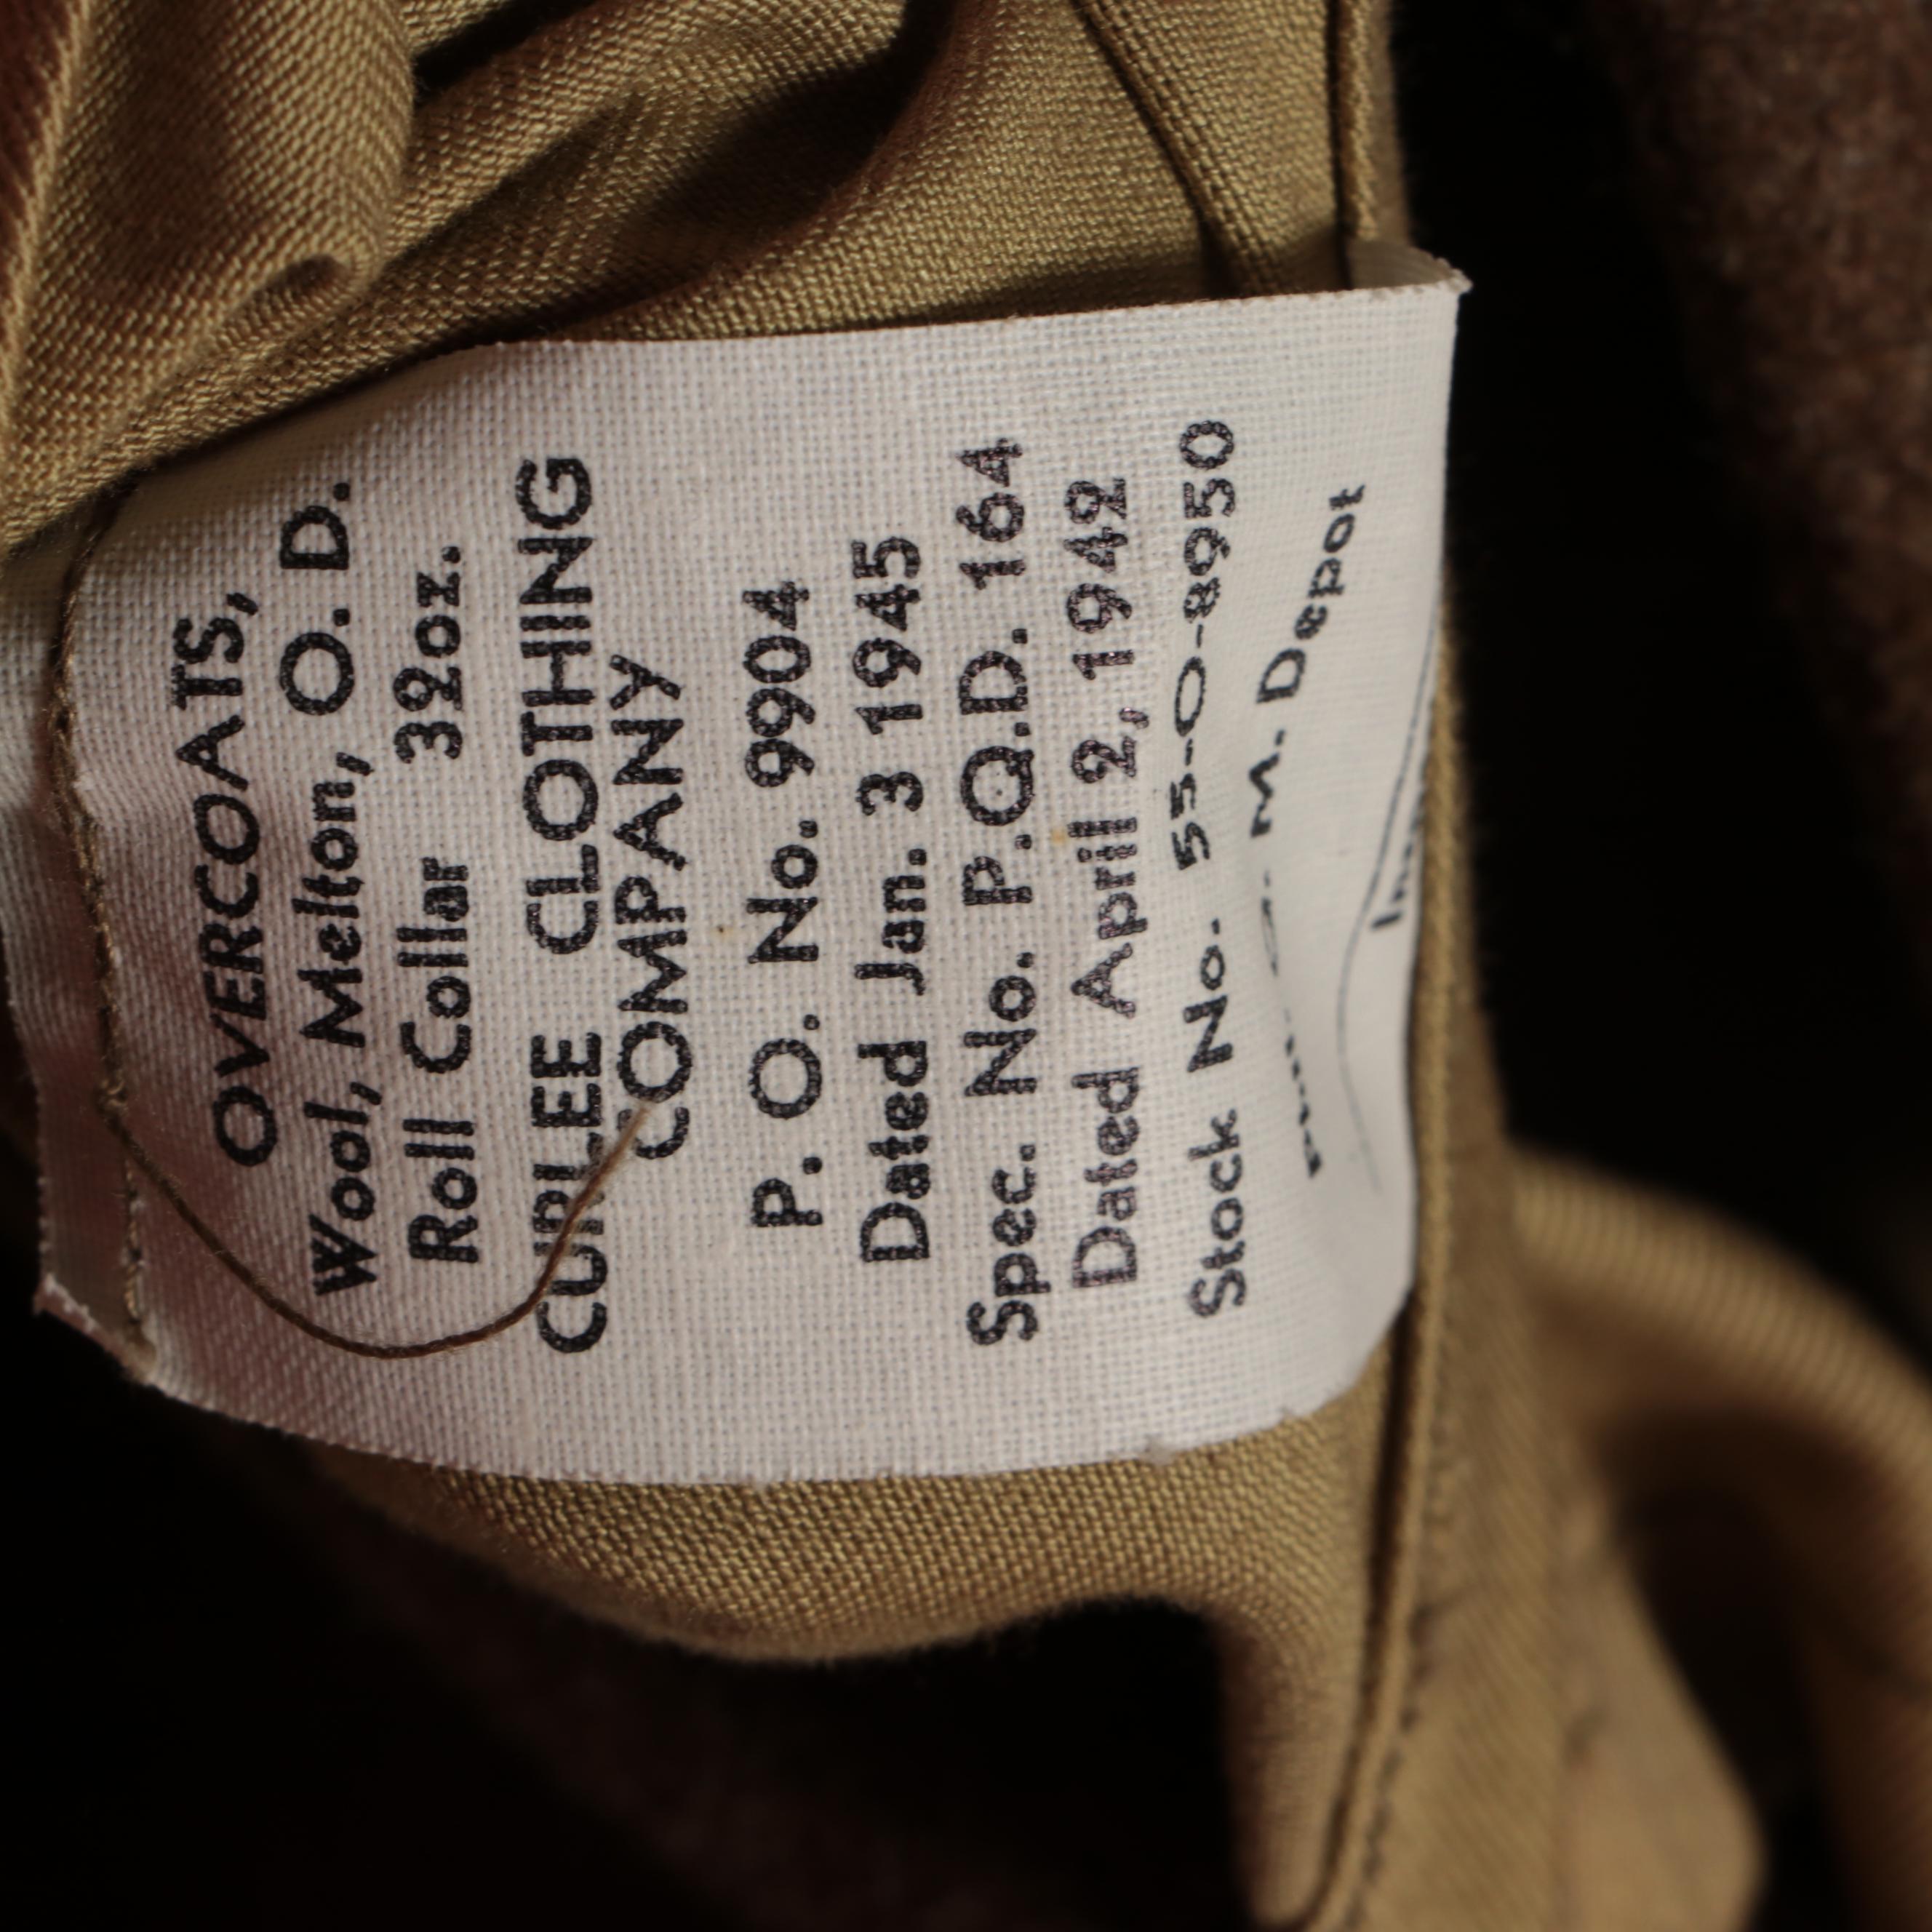 OVERCOATS,
Wool, Melton, O. D.
Roll Collar 32oz.
CURLEE CLOTHING
COMPANY
P. O. No. 9904
Dated Jan. 3 1945
Spec. No. P.Q.D. 164
Dated April 2, 1942
Stock No. 55-O-8950
M. Depot